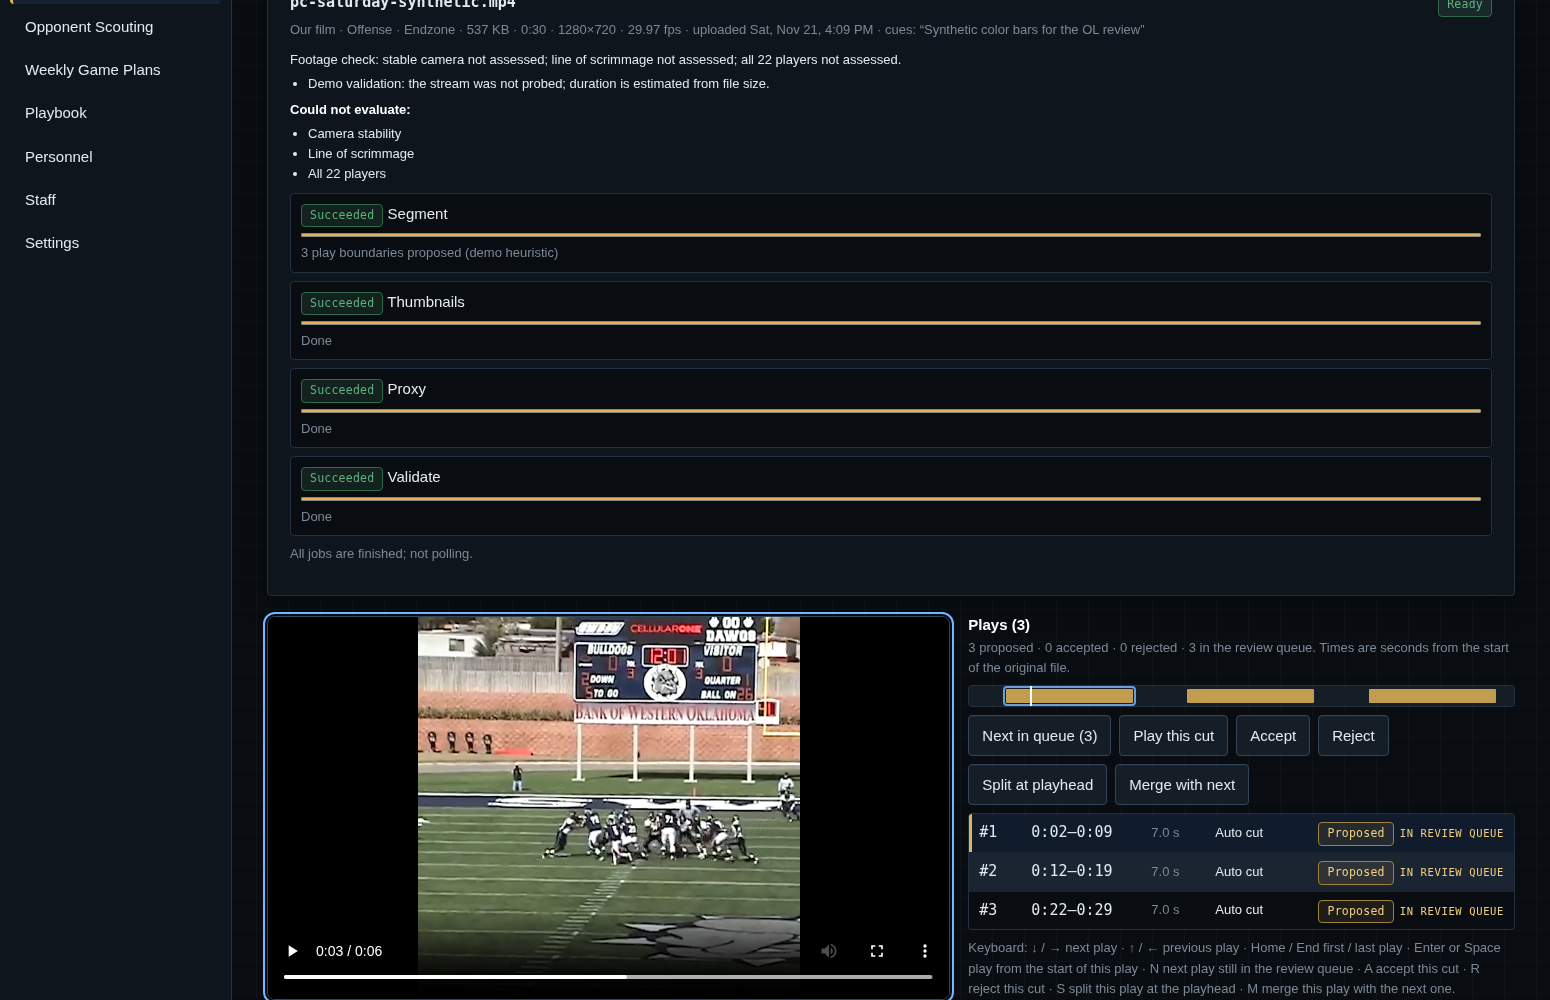 Opponent Scouting
Weekly Game Plans
Playbook
Personnel
Staff
Settings
pc-saturday-synthetic.mp4
Ready
Our film · Offense · Endzone · 537 KB · 0:30 · 1280×720 · 29.97 fps · uploaded Sat, Nov 21, 4:09 PM · cues: “Synthetic color bars for the OL review”
Footage check: stable camera not assessed; line of scrimmage not assessed; all 22 players not assessed.
• Demo validation: the stream was not probed; duration is estimated from file size.
Could not evaluate:
• Camera stability
• Line of scrimmage
• All 22 players
Succeeded Segment
3 play boundaries proposed (demo heuristic)
Succeeded Thumbnails
Done
Succeeded Proxy
Done
Succeeded Validate
Done
All jobs are finished; not polling.
CELLULARONE
DAWGS
BULLDOGS 0 12:01 VISITOR 0
3 3
2 DOWN QUARTER 1
5 TO GO BALL ON 26
BANK OF WESTERN OKLAHOMA
0:03 / 0:06
Plays (3)
3 proposed · 0 accepted · 0 rejected · 3 in the review queue. Times are seconds from the start
of the original file.
Next in queue (3) Play this cut Accept Reject
Split at playhead Merge with next
#1 0:02–0:09 7.0 s Auto cut Proposed IN REVIEW QUEUE
#2 0:12–0:19 7.0 s Auto cut Proposed IN REVIEW QUEUE
#3 0:22–0:29 7.0 s Auto cut Proposed IN REVIEW QUEUE
Keyboard: ↓ / → next play · ↑ / ← previous play · Home / End first / last play · Enter or Space
play from the start of this play · N next play still in the review queue · A accept this cut · R
reject this cut · S split this play at the playhead · M merge this play with the next one.